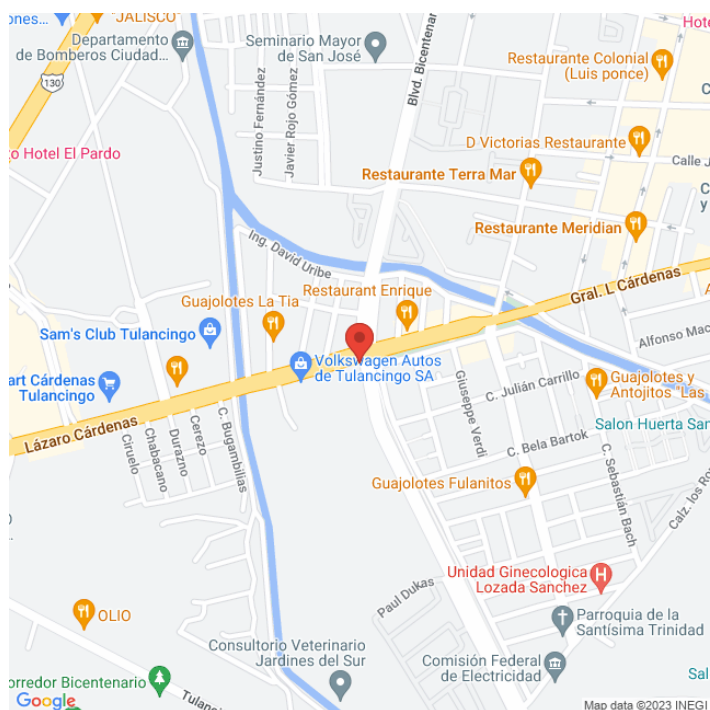 ones...
JALISCO
Departamento
de Bomberos Ciudad...
130
Seminario Mayor
de San José
Hotel
Restaurante Colonial
(Luis ponce)
Blvd. Bicentenar
Justino Fernández
Javier Rojo Gómez
D Victorias Restaurante
Calle J
o Hotel El Pardo
Restaurante Terra Mar
C
y
Restaurante Meridian
Ing. David Uribe
Gral. L Cárdenas
Restaurant Enrique
Guajolotes La Tia
A
Sam's Club Tulancingo
Alfonso Mac
Volkswagen Autos
de Tulancingo SA
art Cárdenas
Tulancingo
Giuseppe Verdi
C. Julián Carrillo
Guajolotes y
Antojitos "Las
Lázaro Cárdenas
Ciruelo
Chabacano
Durazno
Cerezo
C. Bugambilias
Salon Huerta San
C. Bela Bartok
C. Sebastián Bach
Guajolotes Fulanitos
Calz. los Ro
Unidad Ginecologica
Lozada Sanchez
H
Paul Dukas
OLIO
Parroquia de la
Santísima Trinidad
Consultorio Veterinario
Jardines del Sur
Comisión Federal
de Electricidad
Sal
orredor Bicentenario
Tulanc
Google
Map data ©2023 INEGI